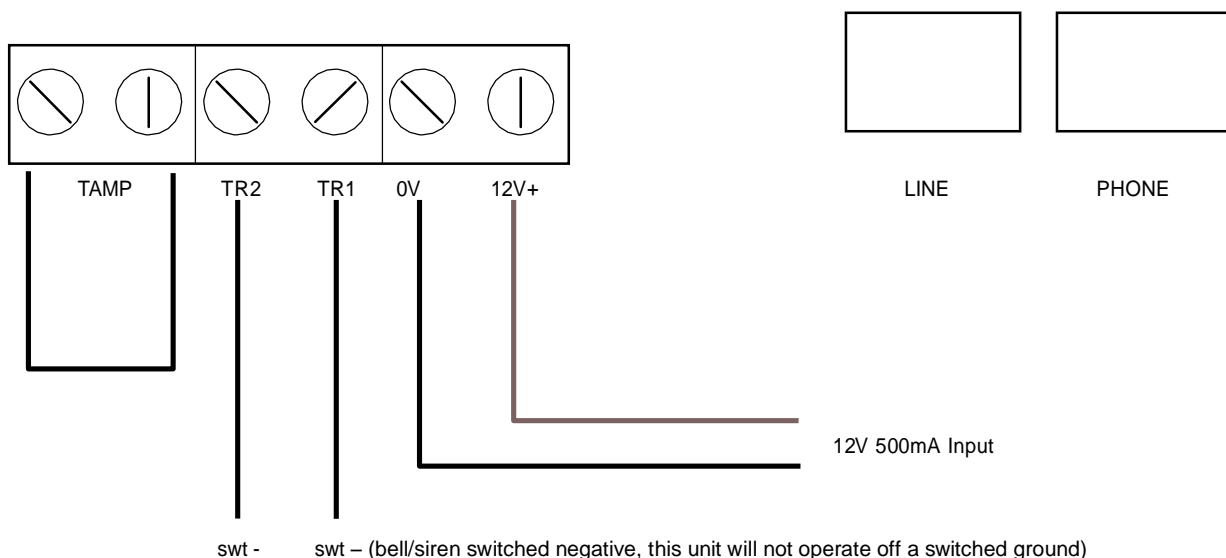 TAMP TR2 TR1 0V 12V+ LINE PHONE
12V 500mA Input
swt - swt – (bell/siren switched negative, this unit will not operate off a switched ground)